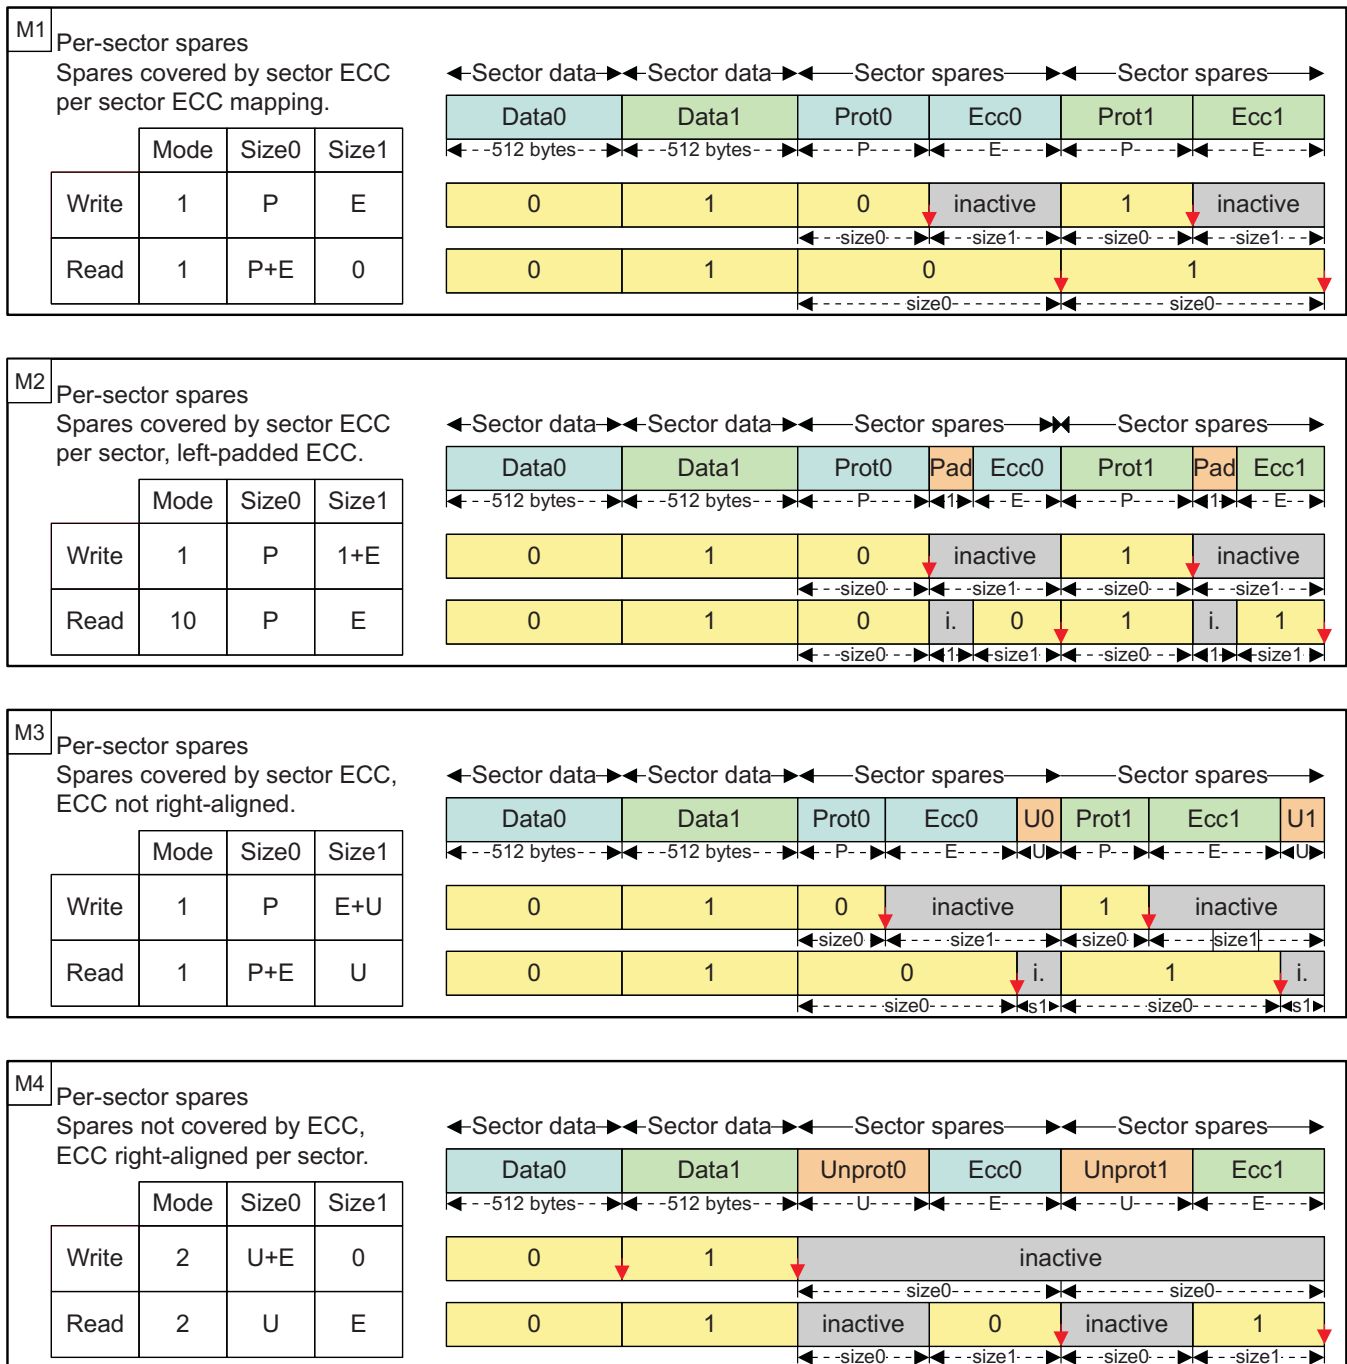 M1
Per-sector spares
Spares covered by sector ECC
per sector ECC mapping.
Mode Size0 Size1
Write 1 P E
Read 1 P+E 0
Sector data Sector data Sector spares Sector spares
Data0 Data1 Prot0 Ecc0 Prot1 Ecc1
512 bytes 512 bytes P E P E
0 1 0 inactive 1 inactive
size0 size1 size0 size1
0 1 0 1
size0 size0
M2
Per-sector spares
Spares covered by sector ECC
per sector, left-padded ECC.
Mode Size0 Size1
Write 1 P 1+E
Read 10 P E
Sector data Sector data Sector spares Sector spares
Data0 Data1 Prot0 Pad Ecc0 Prot1 Pad Ecc1
512 bytes 512 bytes P 1 E P 1 E
0 1 0 inactive 1 inactive
size0 size1 size0 size1
0 1 0 i. 0 1 i. 1
size0 1 size1 size0 1 size1
M3
Per-sector spares
Spares covered by sector ECC,
ECC not right-aligned.
Mode Size0 Size1
Write 1 P E+U
Read 1 P+E U
Sector data Sector data Sector spares Sector spares
Data0 Data1 Prot0 Ecc0 U0 Prot1 Ecc1 U1
512 bytes 512 bytes P E U P E U
0 1 0 inactive 1 inactive
size0 size1 size0 size1
0 1 0 i. 1 i.
size0 s1 size0 s1
M4
Per-sector spares
Spares not covered by ECC,
ECC right-aligned per sector.
Mode Size0 Size1
Write 2 U+E 0
Read 2 U E
Sector data Sector data Sector spares Sector spares
Data0 Data1 Unprot0 Ecc0 Unprot1 Ecc1
512 bytes 512 bytes U E U E
0 1 inactive
size0 size0
0 1 inactive 0 inactive 1
size0 size1 size0 size1